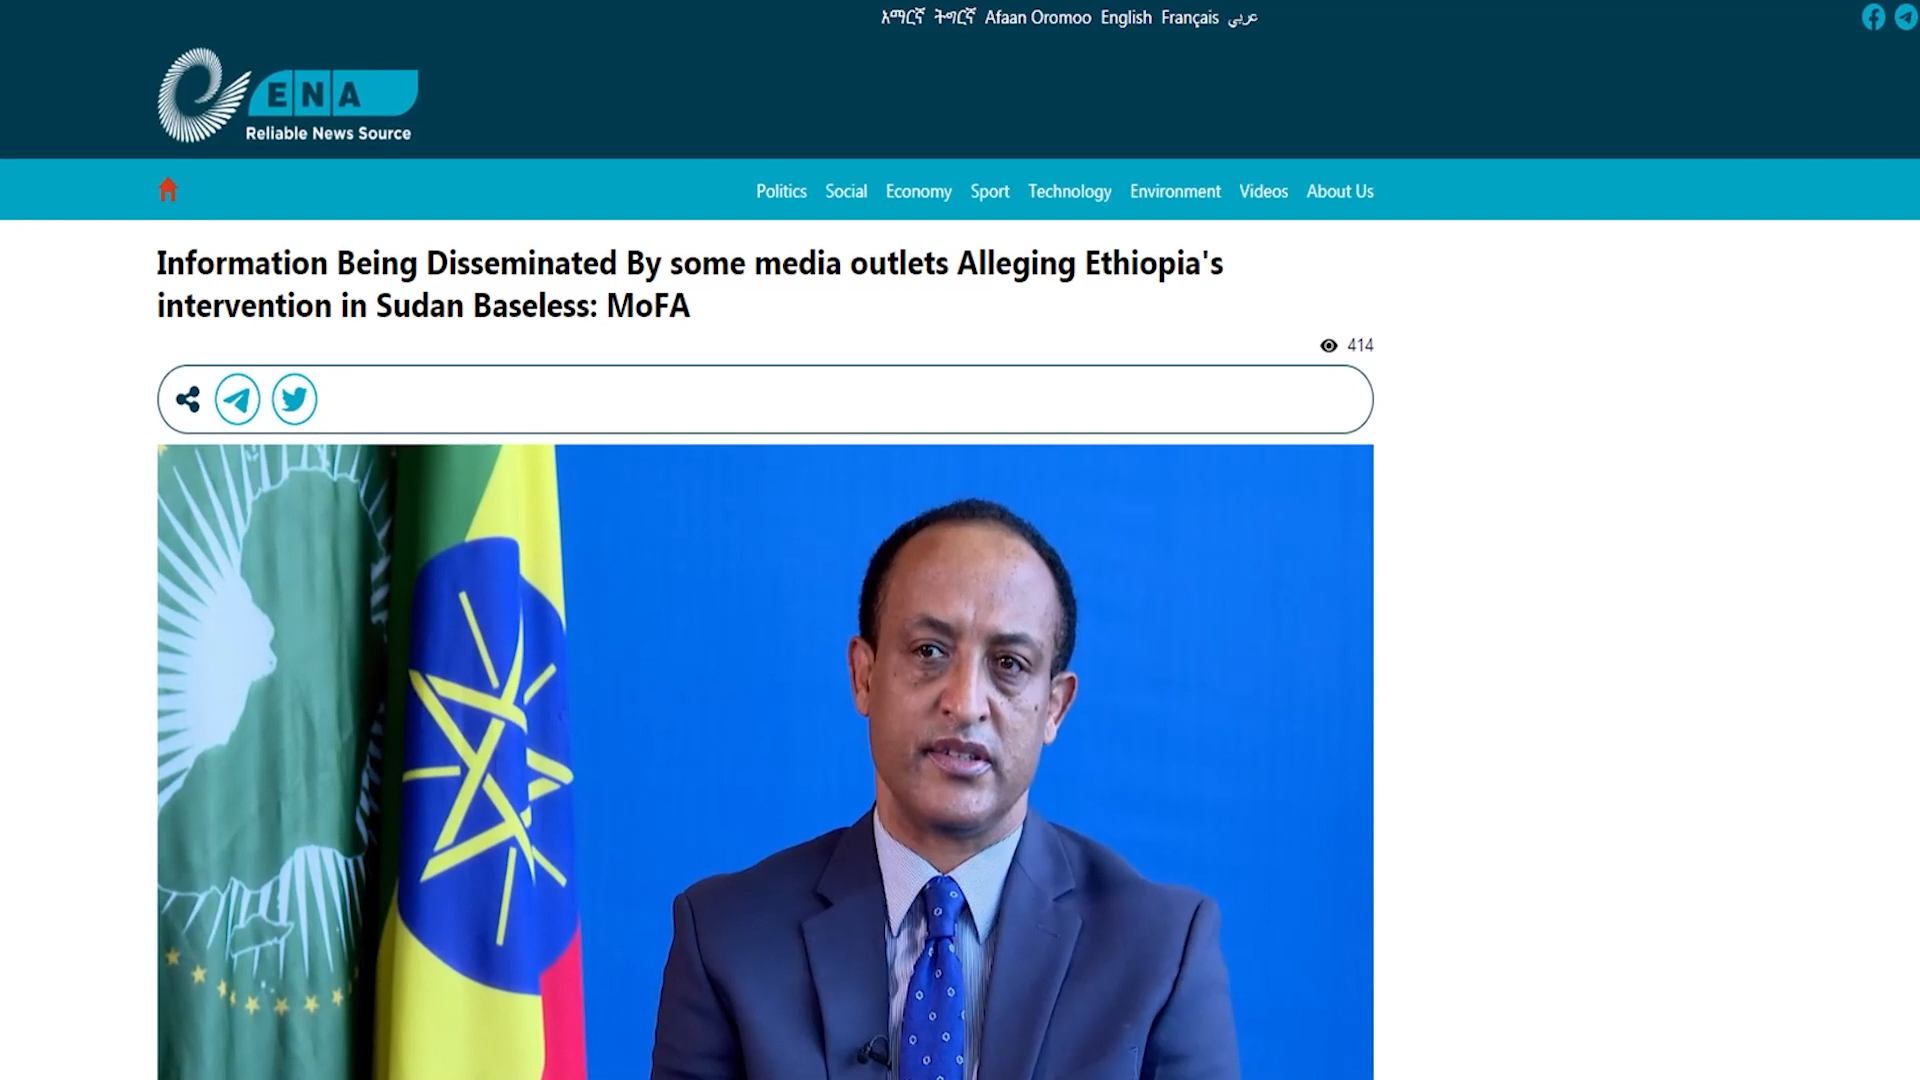 አማርኛ ትግርኛ Afaan Oromoo English Français عربي
ENA
Reliable News Source
Politics Social Economy Sport Technology Environment Videos About Us
Information Being Disseminated By some media outlets Alleging Ethiopia's
intervention in Sudan Baseless: MoFA
414